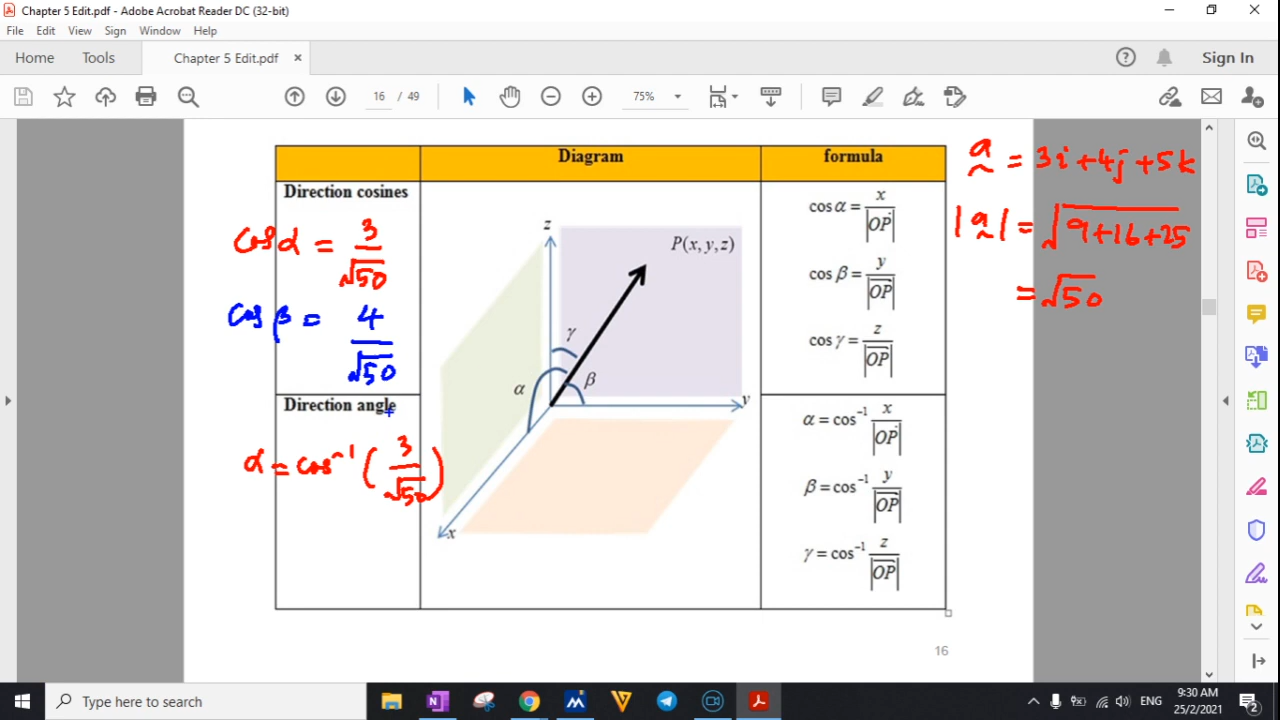 Chapter 5 Edit.pdf - Adobe Acrobat Reader DC (32-bit)
File Edit View Sign Window Help
Home Tools Chapter 5 Edit.pdf × Sign In
16 / 49 75%
Diagram formula
Direction cosines
cos α = 3/√50
cos β = 4/√50
z
P(x, y, z)
γ
α
β
y
x
cos α = x/|OP|
cos β = y/|OP|
cos γ = z/|OP|
a = 3i + 4j + 5k
|a| = √9+16+25
= √50
Direction angle
α = cos⁻¹ (3/√50)
α = cos⁻¹ x/|OP|
β = cos⁻¹ y/|OP|
γ = cos⁻¹ z/|OP|
16
Type here to search
ENG
9:30 AM
25/2/2021
2